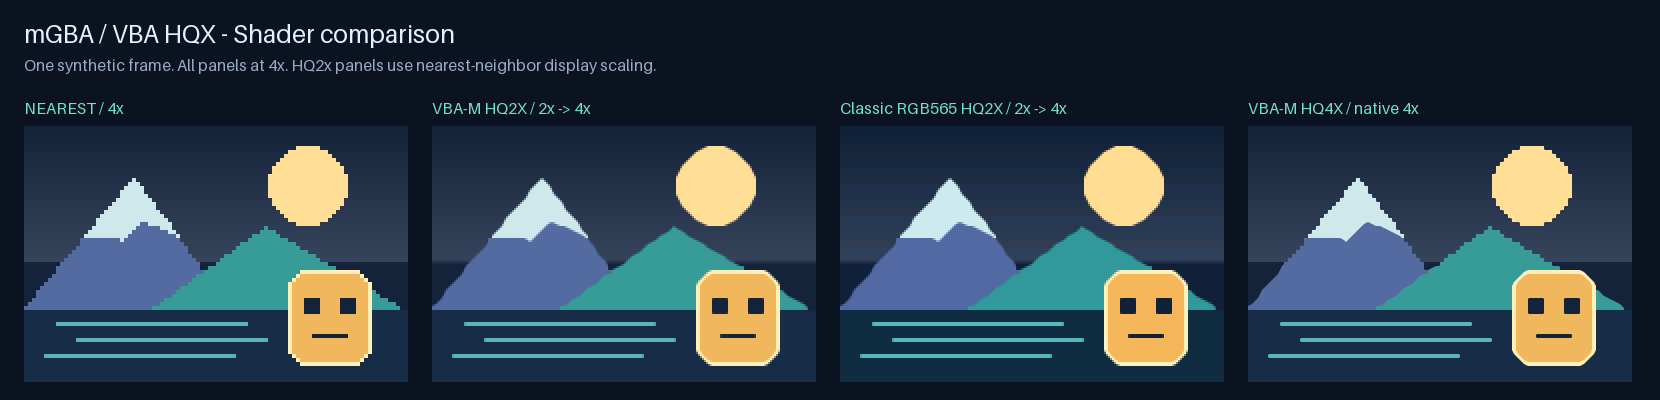 mGBA / VBA HQX - Shader comparison
One synthetic frame. All panels at 4x. HQ2x panels use nearest-neighbor display scaling.
NEAREST / 4x
VBA-M HQ2X / 2x -> 4x
Classic RGB565 HQ2X / 2x -> 4x
VBA-M HQ4X / native 4x